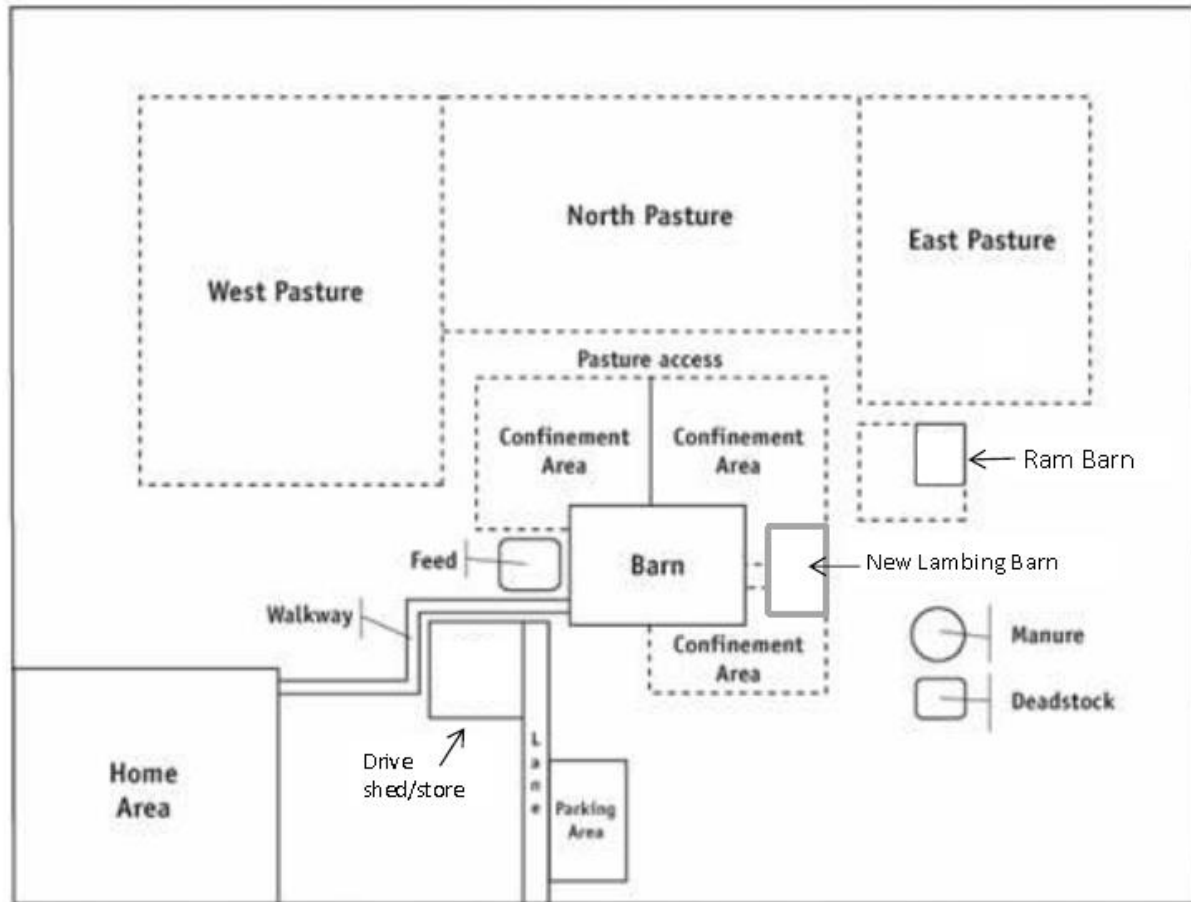 North Pasture
East Pasture
West Pasture
Pasture access
Confinement
Area
Confinement
Area
Ram Barn
Feed
Barn
New Lambing Barn
Walkway
Manure
Confinement
Area
Deadstock
Drive
shed/store
Lane
Home
Area
Parking
Area